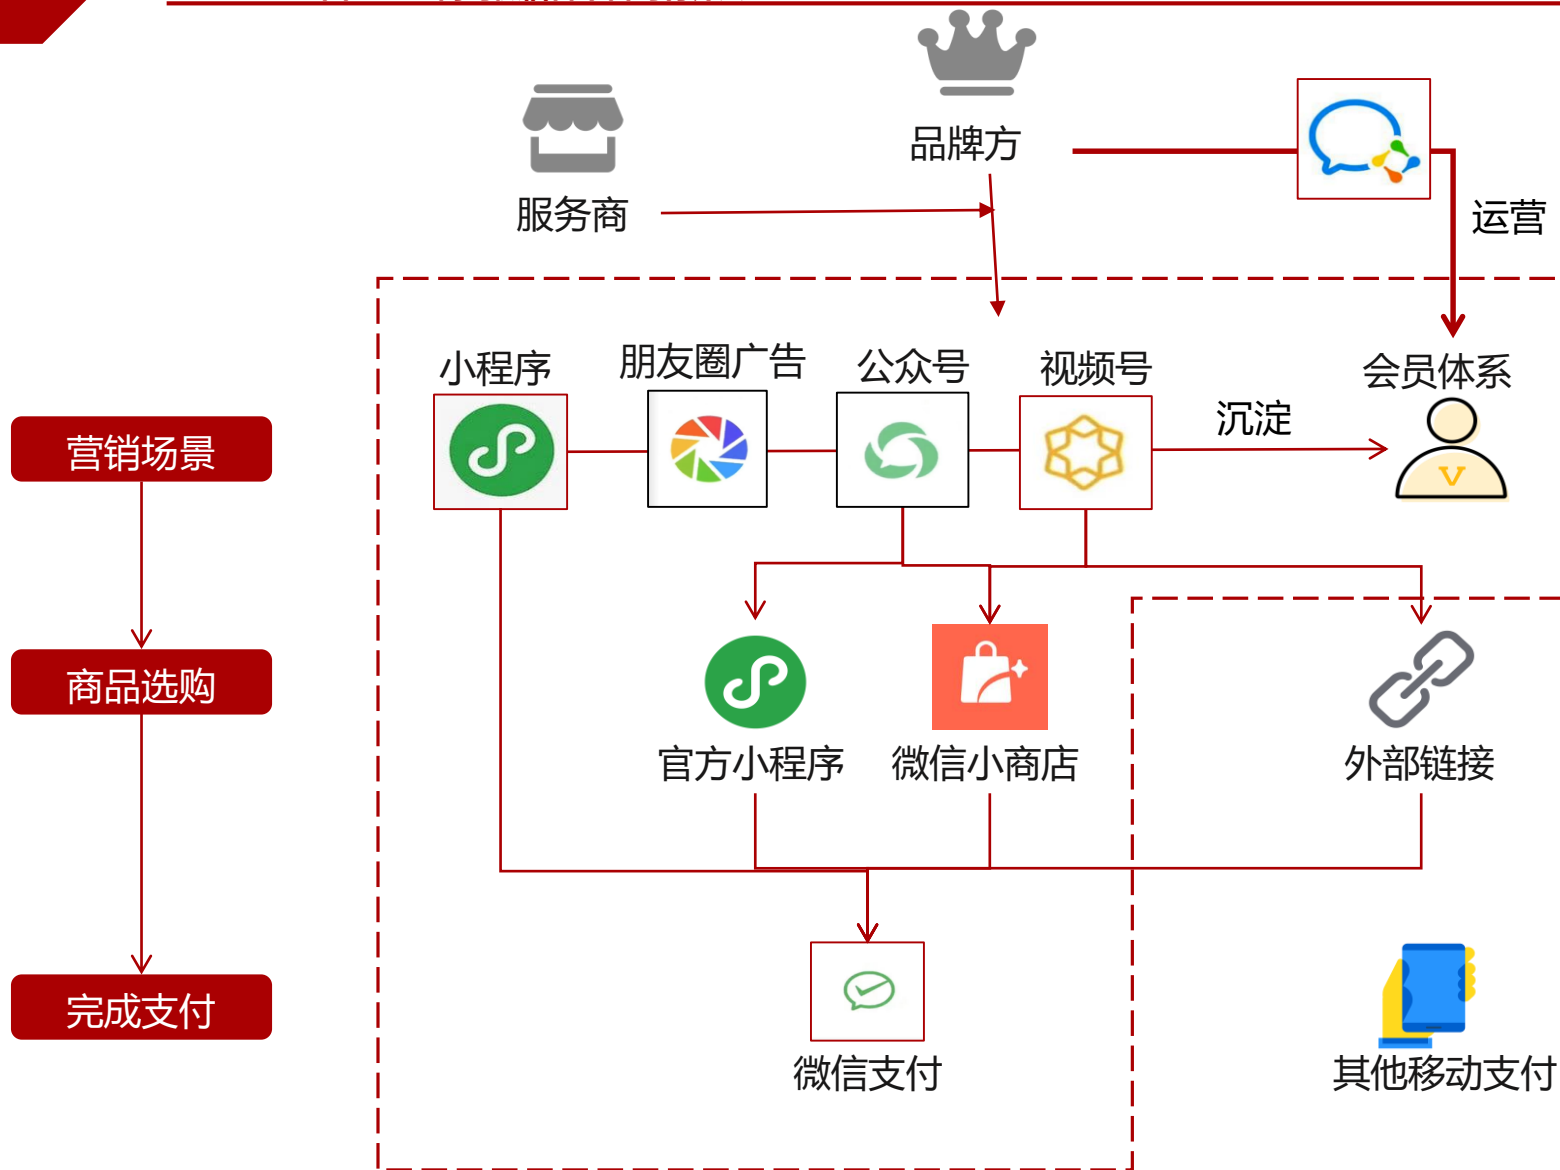 品牌方
服务商
运营
小程序
朋友圈广告
公众号
视频号
会员体系
营销场景
沉淀
V
商品选购
官方小程序
微信小商店
外部链接
完成支付
微信支付
其他移动支付